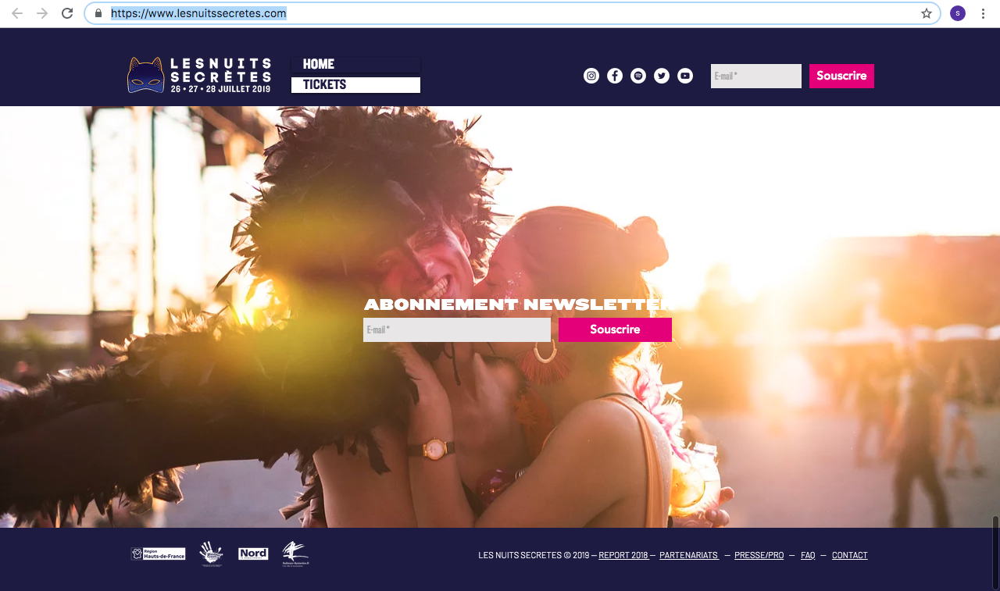 https://www.lesnuitssecretes.com
S
LES NUITS
SECRÈTES
26 • 27 • 28 JUILLET 2019
HOME
TICKETS
E-mail *
Souscrire
ABONNEMENT NEWSLETTER
E-mail *
Souscrire
Région
Hauts-de-France
Nord
LES NUITS SECRETES © 2019 – REPORT 2018 – PARTENARIATS – PRESSE/PRO – FAQ – CONTACT